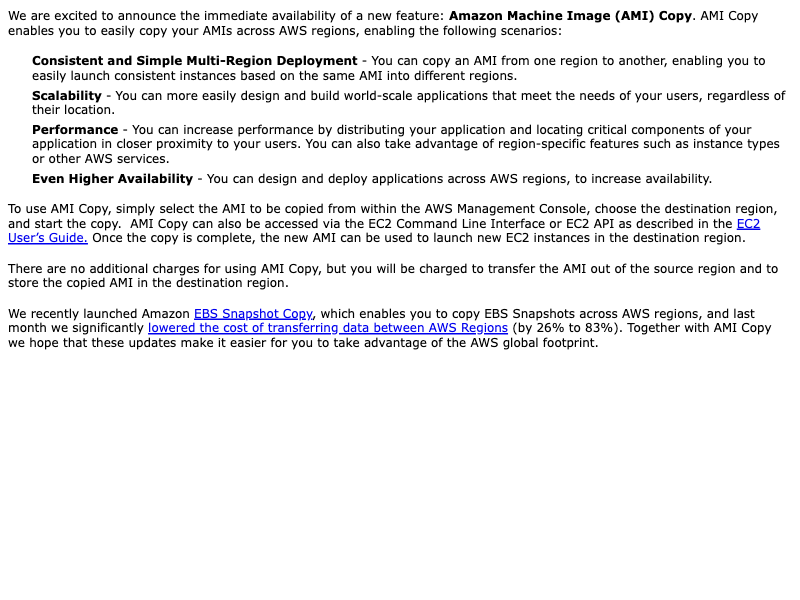 We are excited to announce the immediate availability of a new feature: Amazon Machine Image (AMI) Copy. AMI Copy
enables you to easily copy your AMIs across AWS regions, enabling the following scenarios:
Consistent and Simple Multi-Region Deployment - You can copy an AMI from one region to another, enabling you to
easily launch consistent instances based on the same AMI into different regions.
Scalability - You can more easily design and build world-scale applications that meet the needs of your users, regardless of
their location.
Performance - You can increase performance by distributing your application and locating critical components of your
application in closer proximity to your users. You can also take advantage of region-specific features such as instance types
or other AWS services.
Even Higher Availability - You can design and deploy applications across AWS regions, to increase availability.
To use AMI Copy, simply select the AMI to be copied from within the AWS Management Console, choose the destination region,
and start the copy.  AMI Copy can also be accessed via the EC2 Command Line Interface or EC2 API as described in the EC2
User’s Guide. Once the copy is complete, the new AMI can be used to launch new EC2 instances in the destination region.
There are no additional charges for using AMI Copy, but you will be charged to transfer the AMI out of the source region and to
store the copied AMI in the destination region.
We recently launched Amazon EBS Snapshot Copy, which enables you to copy EBS Snapshots across AWS regions, and last
month we significantly lowered the cost of transferring data between AWS Regions (by 26% to 83%). Together with AMI Copy
we hope that these updates make it easier for you to take advantage of the AWS global footprint.